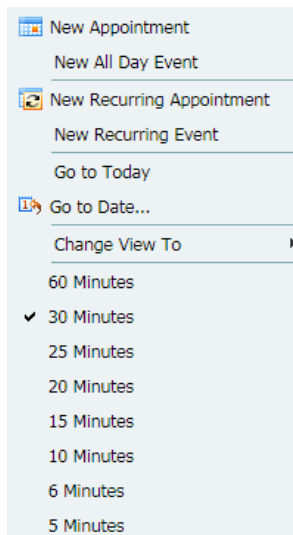 New Appointment
New All Day Event
New Recurring Appointment
New Recurring Event
Go to Today
Go to Date...
Change View To
60 Minutes
30 Minutes
25 Minutes
20 Minutes
15 Minutes
10 Minutes
6 Minutes
5 Minutes